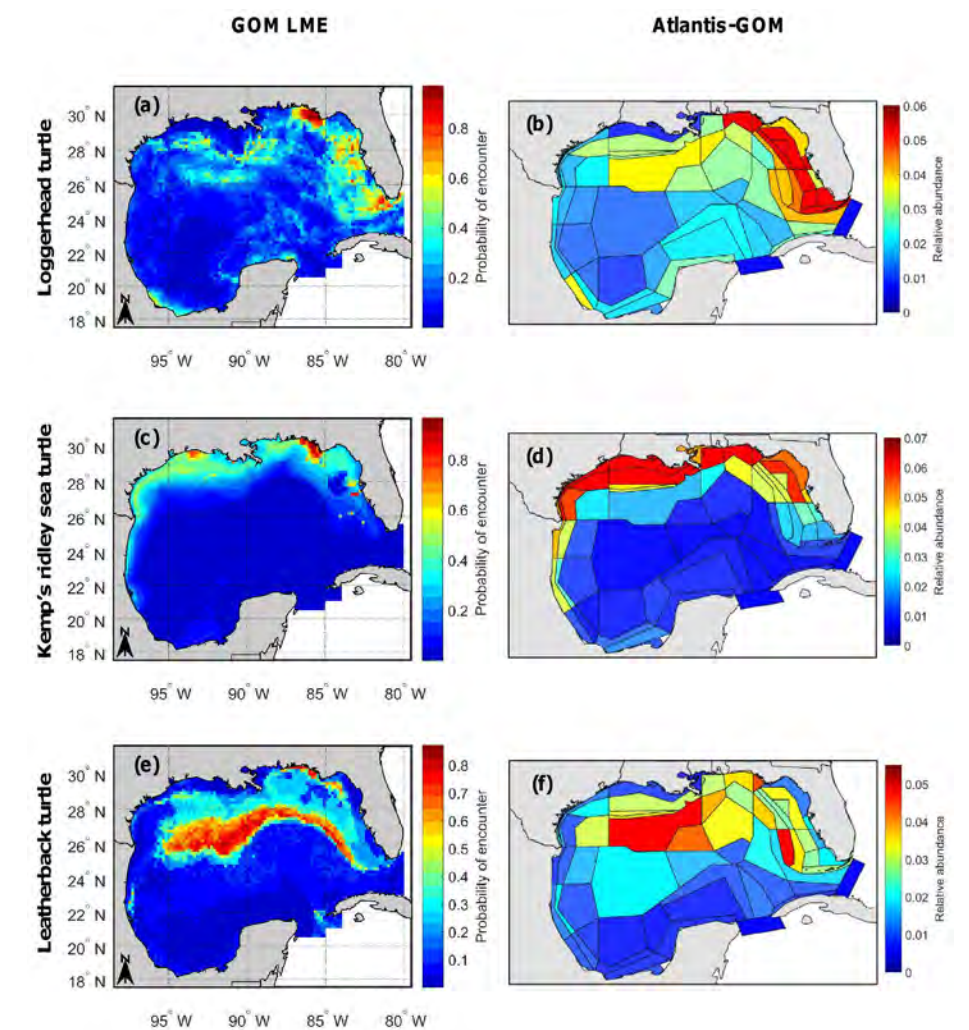 GOM LME
Atlantis-GOM
Loggerhead turtle
(a)
30° N
28° N
26° N
24° N
22° N
20° N
18° N
N
95° W
90° W
85° W
80° W
0.8
0.6
0.4
0.2
Probability of encounter
(b)
0.06
0.05
0.04
0.03
0.02
0.01
0
Relative abundance
Kemp's ridley sea turtle
(c)
30° N
28° N
26° N
24° N
22° N
20° N
18° N
N
95° W
90° W
85° W
80° W
0.8
0.6
0.4
0.2
Probability of encounter
(d)
0.07
0.06
0.05
0.04
0.03
0.02
0.01
0
Relative abundance
Leatherback turtle
(e)
30° N
28° N
26° N
24° N
22° N
20° N
18° N
N
95° W
90° W
85° W
80° W
0.8
0.7
0.6
0.5
0.4
0.3
0.2
0.1
Probability of encounter
(f)
0.05
0.04
0.03
0.02
0.01
0
Relative abundance